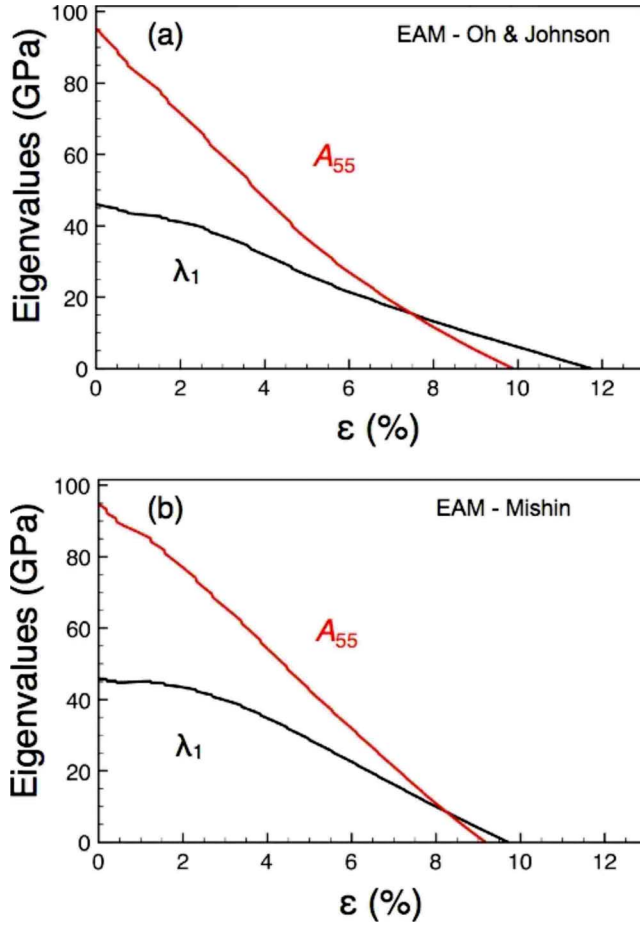 (a)
EAM - Oh & Johnson
Eigenvalues (GPa)
100
80
60
40
20
0
A55
λ1
0 2 4 6 8 10 12
ε (%)
(b)
EAM - Mishin
Eigenvalues (GPa)
100
80
60
40
20
0
A55
λ1
0 2 4 6 8 10 12
ε (%)